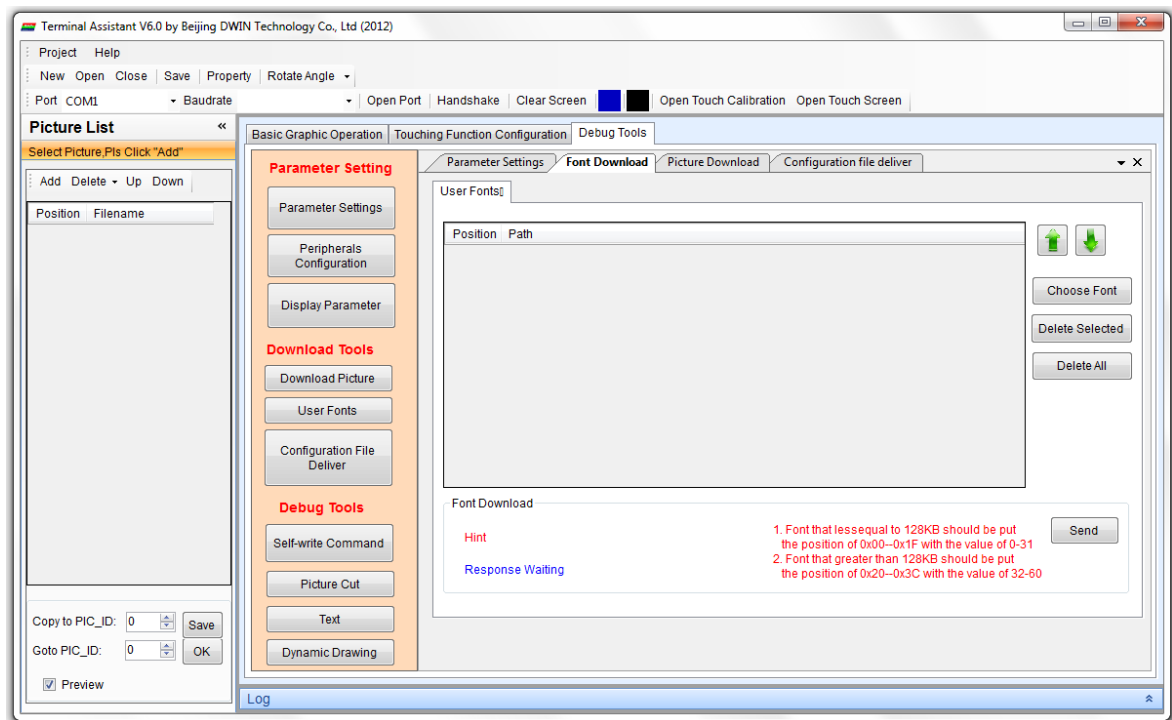 Terminal Assistant V6.0 by Beijing DWIN Technology Co., Ltd (2012)
Project Help
New Open Close Save Property Rotate Angle
Port COM1 Baudrate Open Port Handshake Clear Screen Open Touch Calibration Open Touch Screen
Picture List
Select Picture,Pls Click "Add"
Add Delete Up Down
Position Filename
Copy to PIC_ID: 0 Save
Goto PIC_ID: 0 OK
Preview
Basic Graphic Operation Touching Function Configuration Debug Tools
Parameter Setting
Parameter Settings
Peripherals
Configuration
Display Parameter
Download Tools
Download Picture
User Fonts
Configuration File
Deliver
Debug Tools
Self-write Command
Picture Cut
Text
Dynamic Drawing
Parameter Settings Font Download Picture Download Configuration file deliver
User Fonts
Position Path
Choose Font
Delete Selected
Delete All
Font Download
Hint
Response Waiting
1. Font that lessequal to 128KB should be put
the position of 0x00--0x1F with the value of 0-31
2. Font that greater than 128KB should be put
the position of 0x20--0x3C with the value of 32-60
Send
Log